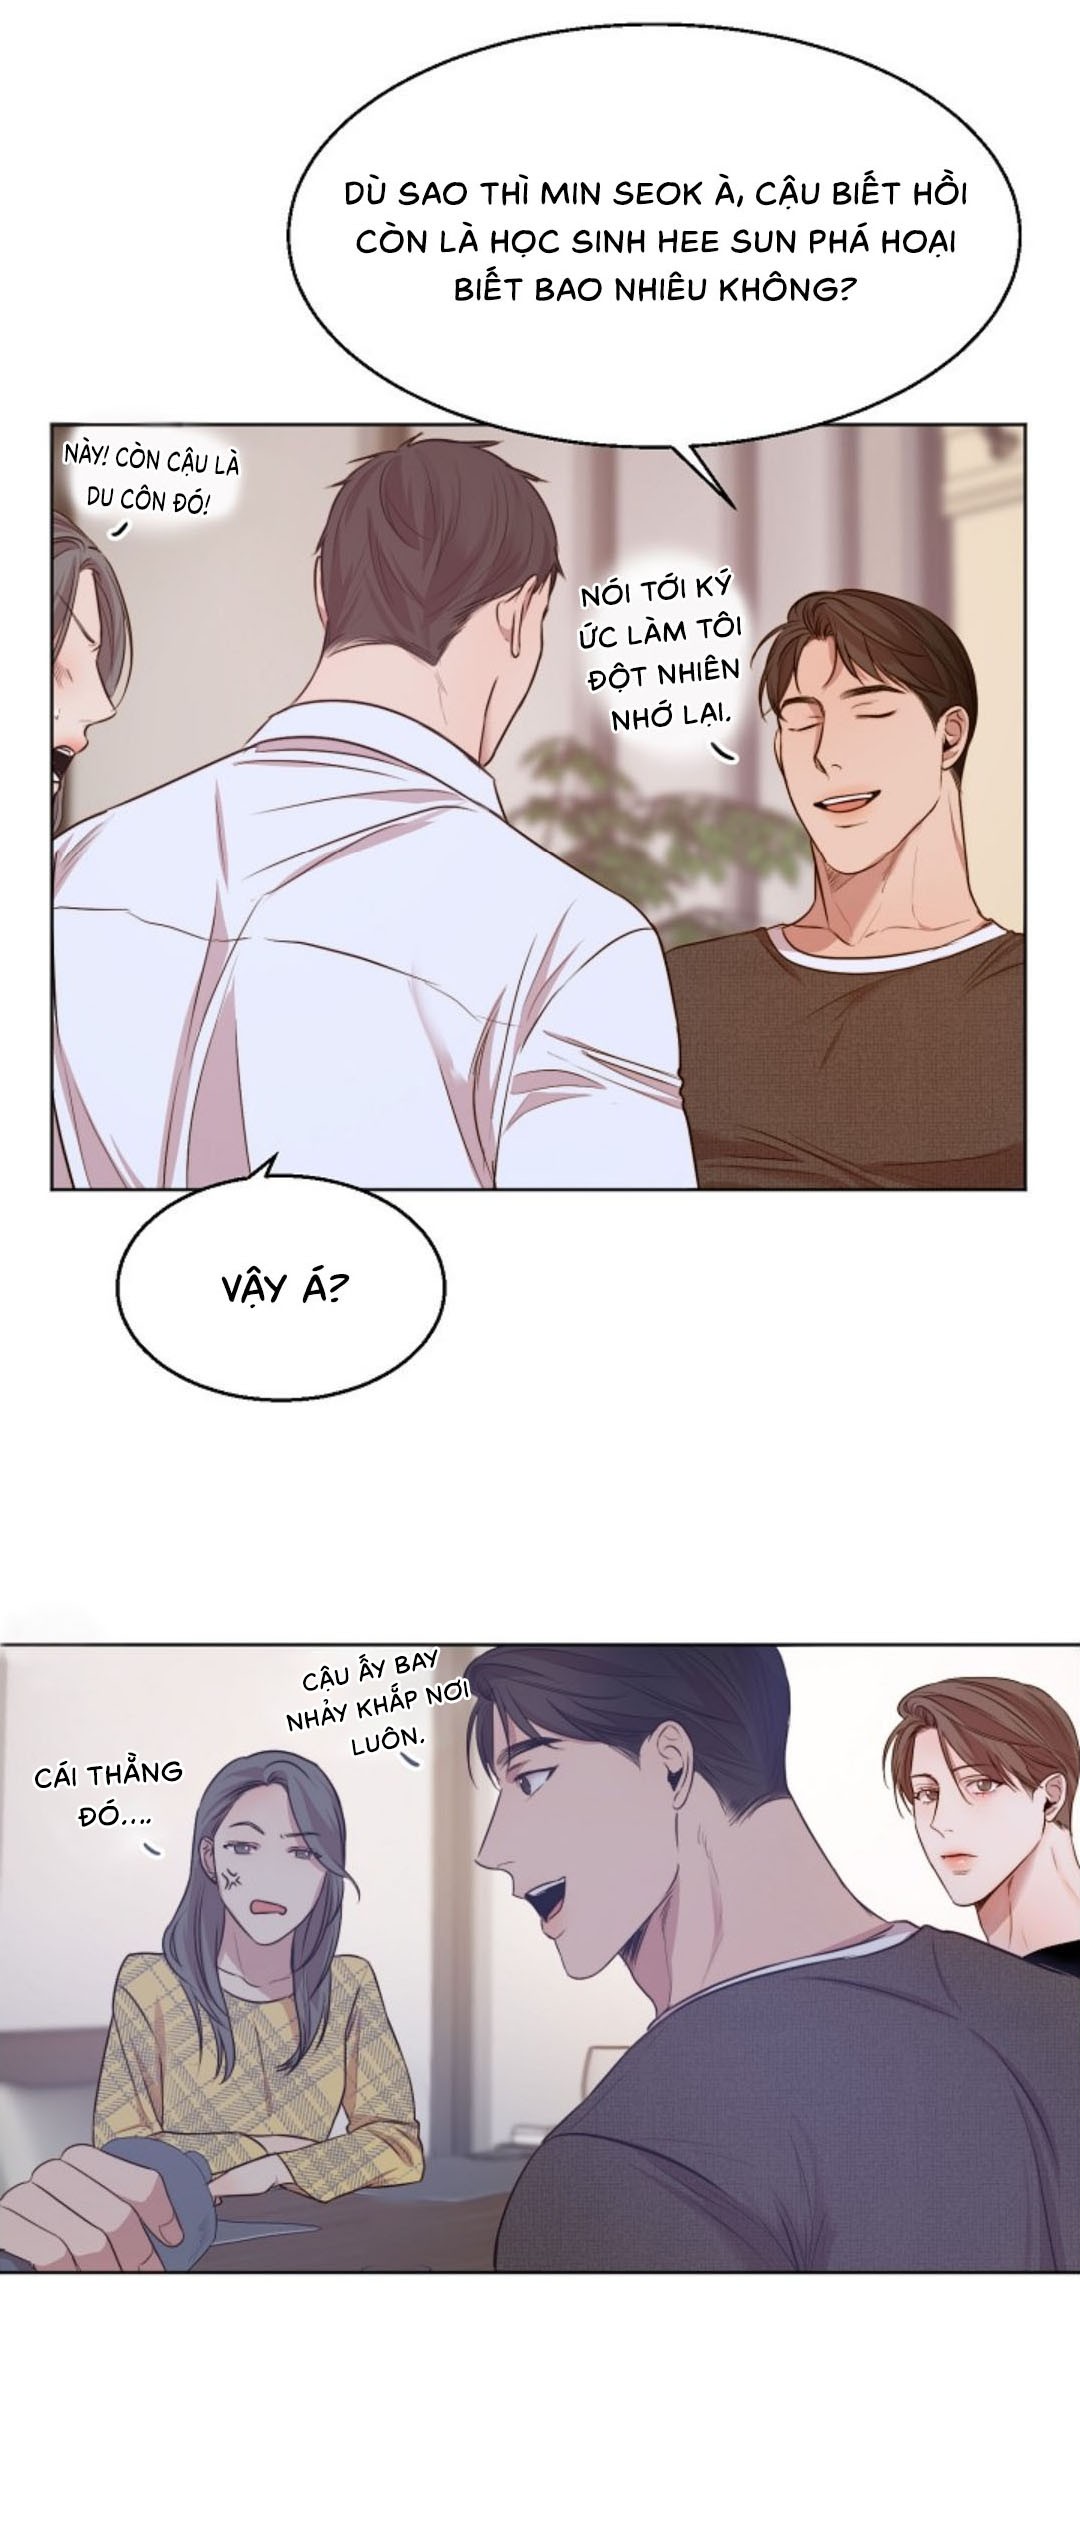 DÙ SAO THÌ MIN SEOK À, CẬU BIẾT HỒI
CÒN LÀ HỌC SINH HEE SUN PHÁ HOẠI
BIẾT BAO NHIÊU KHÔNG?
NÀY! CÒN CẬU LÀ
DU CÔN ĐÓ!
NÓI TỚI KÝ
ỨC LÀM TÔI
ĐỘT NHIÊN
NHỚ LẠI.
VẬY Á?
CẬU ẤY BAY
NHẢY KHẮP NƠI
LUÔN.
CÁI THẰNG
ĐÓ....